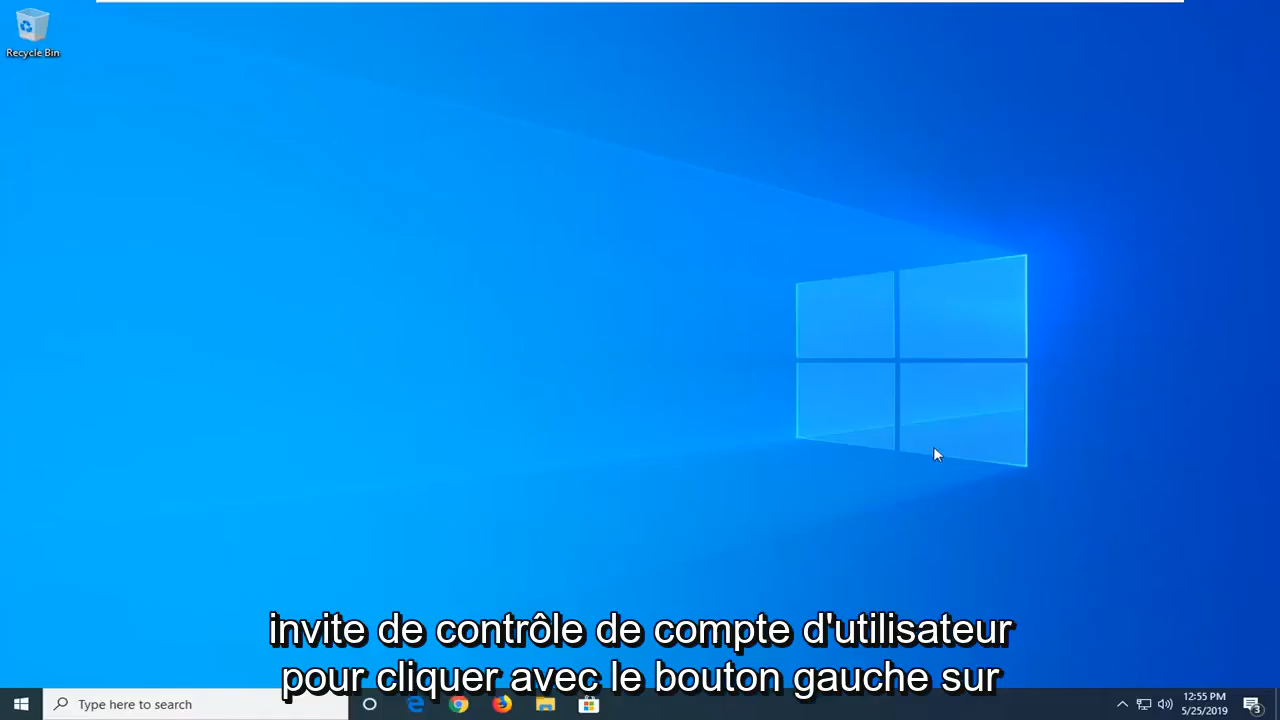 Recycle Bin
invite de contrôle de compte d'utilisateur
pour cliquer avec le bouton gauche sur
Type here to search
12:55 PM
5/25/2019
3